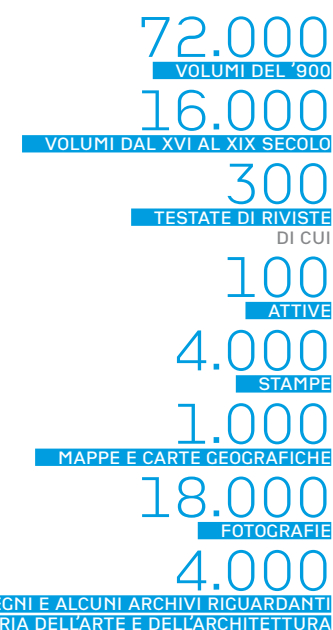 72.000
VOLUMI DEL '900
16.000
VOLUMI DAL XVI AL XIX SECOLO
300
TESTATE DI RIVISTE
DI CUI
100
ATTIVE
4.000
STAMPE
1.000
MAPPE E CARTE GEOGRAFICHE
18.000
FOTOGRAFIE
4.000
E ALCUNI ARCHIVI RIGUARDANTI
DELL'ARTE E DELL'ARCHITETTURA